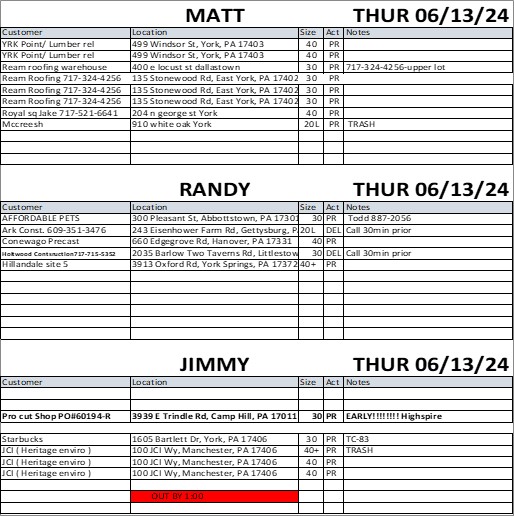 MATT THUR 06/13/24
Customer Location Size Act Notes
YRK Point/ Lumber rel 499 Windsor St, York, PA 17403 40 PR
YRK Point/ Lumber rel 499 Windsor St, York, PA 17403 40 PR
Ream roofing warehouse 400 e locust st dallastown 30 PR 717-324-4256-upper lot
Ream Roofing 717-324-4256 135 Stonewood Rd, East York, PA 17402 30 PR
Ream Roofing 717-324-4256 135 Stonewood Rd, East York, PA 17402 30 PR
Ream Roofing 717-324-4256 135 Stonewood Rd, East York, PA 17402 30 PR
Royal sq Jake 717-521-6641 204 n george st York 40 PR
Mccreesh 910 white oak York 20L PR TRASH
RANDY THUR 06/13/24
Customer Location Size Act Notes
AFFORDABLE PETS 300 Pleasant St, Abbottstown, PA 17301 30 PR Todd 887-2056
Ark Const. 609-351-3476 243 Eisenhower Farm Rd, Gettysburg, P 20L DEL Call 30min prior
Conewago Precast 660 Edgegrove Rd, Hanover, PA 17331 40 PR
Holtwood Contstruction 717-715-5352 2035 Barlow Two Taverns Rd, Littlestow 30 DEL Call 30min prior
Hillandale site 5 3913 Oxford Rd, York Springs, PA 17372 40+ PR
JIMMY THUR 06/13/24
Customer Location Size Act Notes
Pro cut Shop PO#60194-R 3939 E Trindle Rd, Camp Hill, PA 17011 30 PR EARLY!!!!!!!! Highspire
Starbucks 1605 Bartlett Dr, York, PA 17406 30 PR TC-83
JCI ( Heritage enviro ) 100 JCI Wy, Manchester, PA 17406 40+ PR TRASH
JCI ( Heritage enviro ) 100 JCI Wy, Manchester, PA 17406 40 PR
JCI ( Heritage enviro ) 100 JCI Wy, Manchester, PA 17406 40 PR
OUT BY 1:00